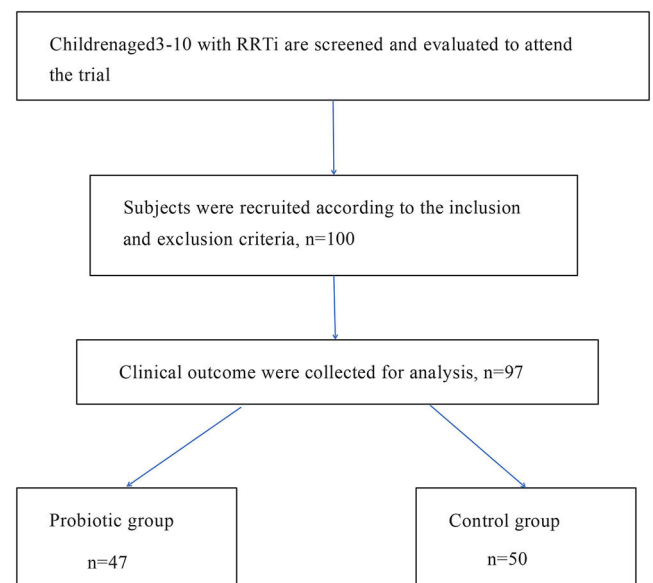 Childrenaged3-10 with RRTi are screened and evaluated to attend
the trial
Subjects were recruited according to the inclusion
and exclusion criteria, n=100
Clinical outcome were collected for analysis, n=97
Probiotic group
n=47
Control group
n=50